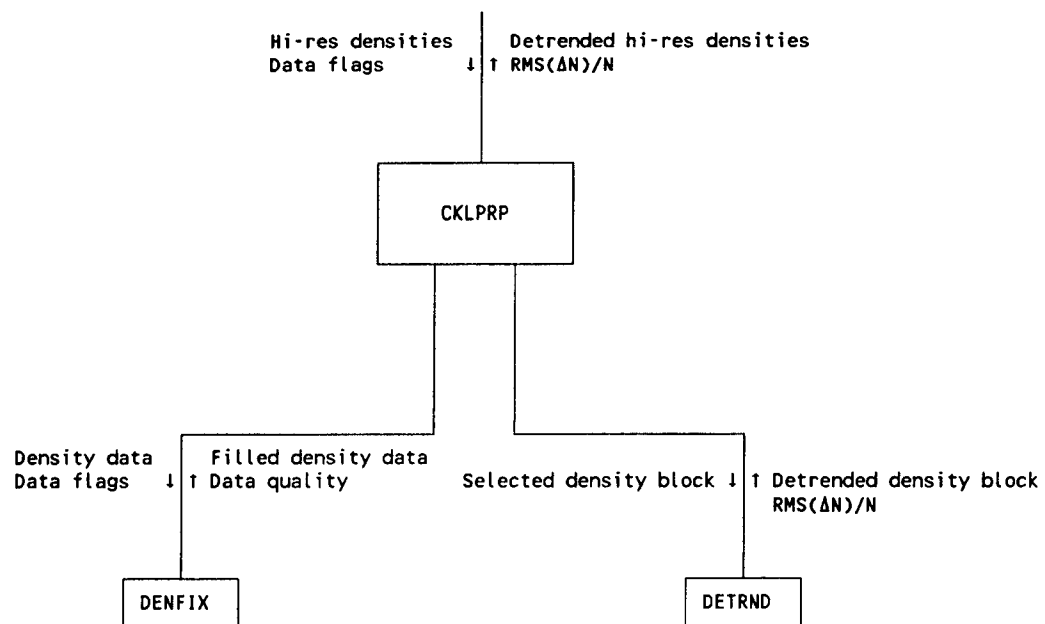 Hi-res densities
Data flags ↓
Detrended hi-res densities
↑ RMS(ΔN)/N
CKLPRP
Density data
Data flags ↓
Filled density data
↑ Data quality
Selected density block ↓
↑ Detrended density block
RMS(ΔN)/N
DENFIX
DETRND